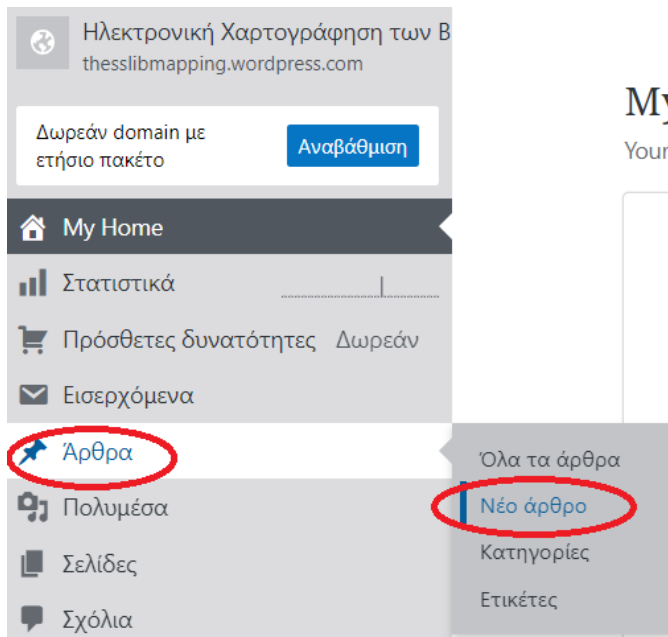 Ηλεκτρονική Χαρτογράφηση των Β
thesslibmapping.wordpress.com
Δωρεάν domain με
ετήσιο πακέτο
Αναβάθμιση
My Home
Στατιστικά
Πρόσθετες δυνατότητες Δωρεάν
Εισερχόμενα
Άρθρα
Πολυμέσα
Σελίδες
Σχόλια
Όλα τα άρθρα
Νέο άρθρο
Κατηγορίες
Ετικέτες
My
Your